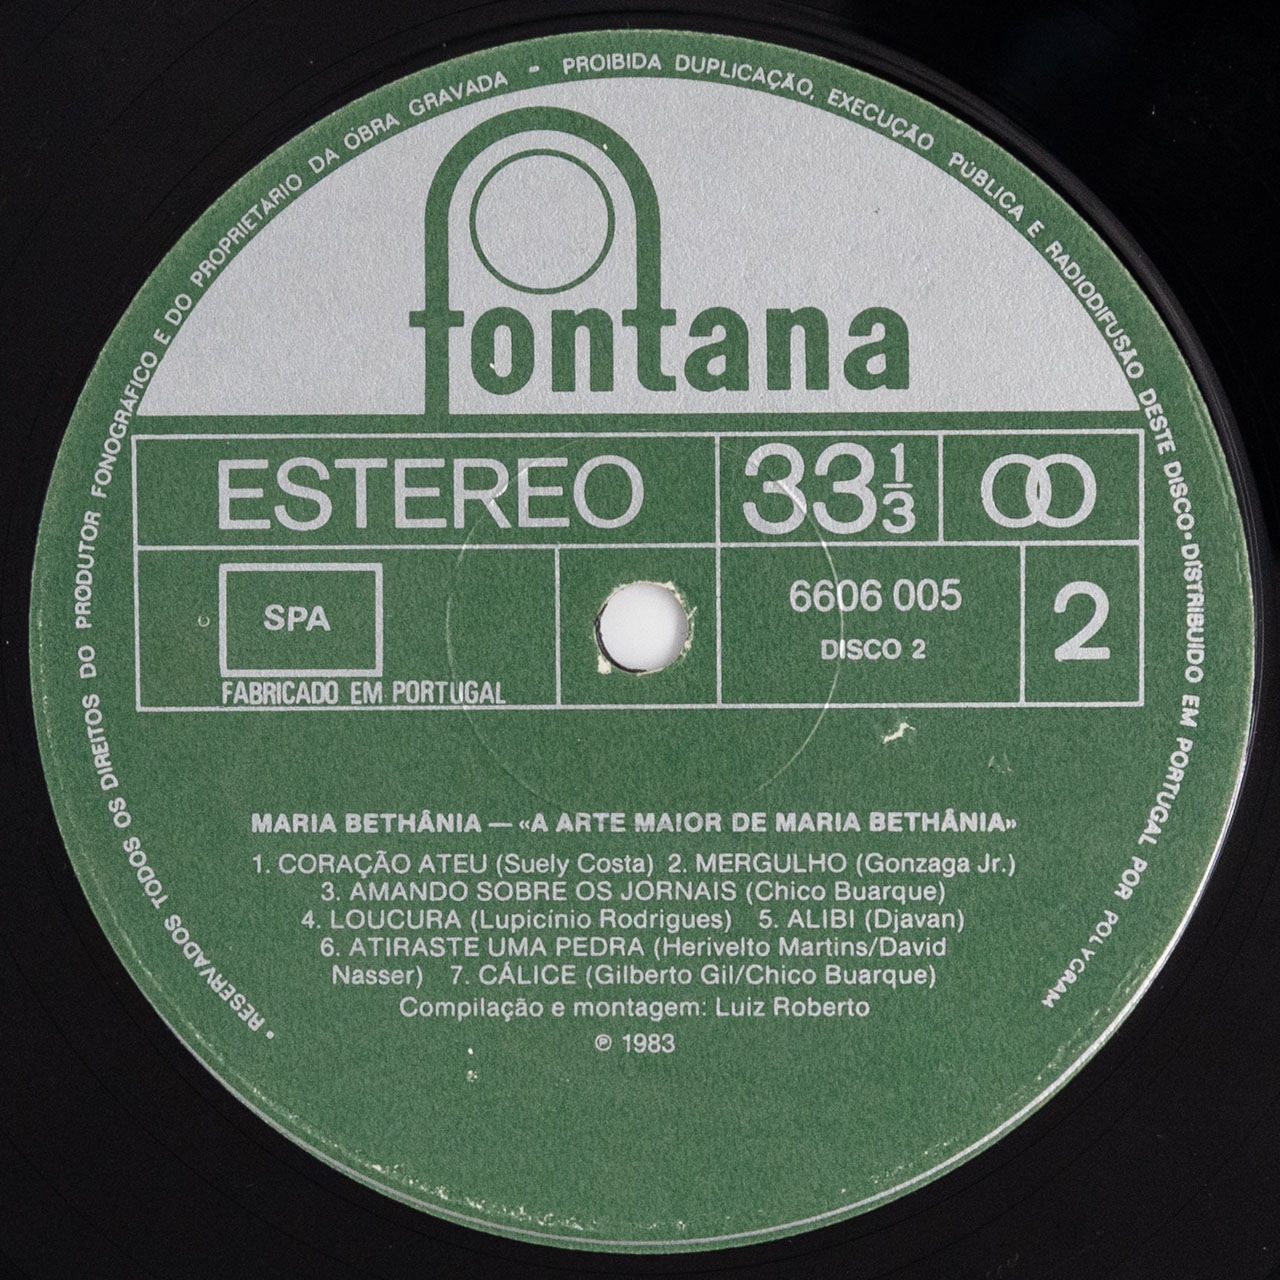 • RESERVADOS TODOS OS DIREITOS DO PRODUTOR FONOGRÁFICO E DO PROPRIETÁRIO DA OBRA GRAVADA - PROIBIDA DUPLICAÇÃO, EXECUÇÃO PÚBLICA E RADIODIFUSÃO DESTE DISCO • DISTRIBUIDO EM PORTUGAL POR POLYGRAM
fontana
ESTEREO 33 1/3
SPA
6606 005
DISCO 2
2
FABRICADO EM PORTUGAL
MARIA BETHÂNIA — «A ARTE MAIOR DE MARIA BETHÂNIA»
1. CORAÇÃO ATEU (Suely Costa) 2. MERGULHO (Gonzaga Jr.)
3. AMANDO SOBRE OS JORNAIS (Chico Buarque)
4. LOUCURA (Lupicínio Rodrigues) 5. ALIBI (Djavan)
6. ATIRASTE UMA PEDRA (Herivelto Martins/David
Nasser) 7. CÁLICE (Gilberto Gil/Chico Buarque)
Compilação e montagem: Luiz Roberto
℗ 1983